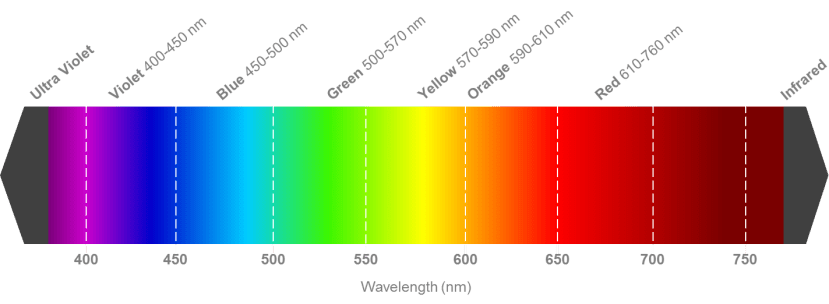 Ultra Violet
Violet 400-450 nm
Blue 450-500 nm
Green 500-570 nm
Yellow 570-590 nm
Orange 590-610 nm
Red 610-760 nm
Infrared
400 450 500 550 600 650 700 750
Wavelength (nm)